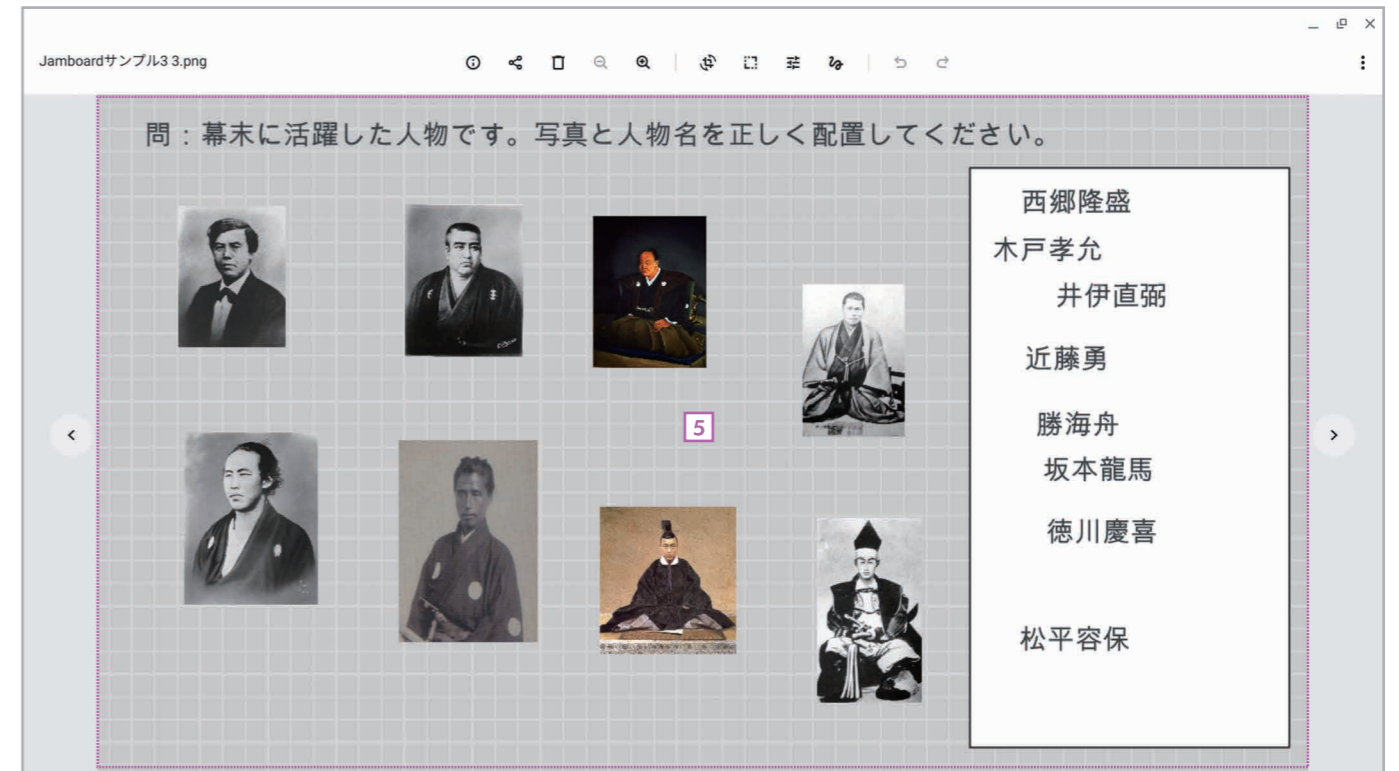 Jamboardサンプル3 3.png
問：幕末に活躍した人物です。写真と人物名を正しく配置してください。
西郷隆盛
木戸孝允
井伊直弼
近藤勇
5
勝海舟
坂本龍馬
徳川慶喜
松平容保